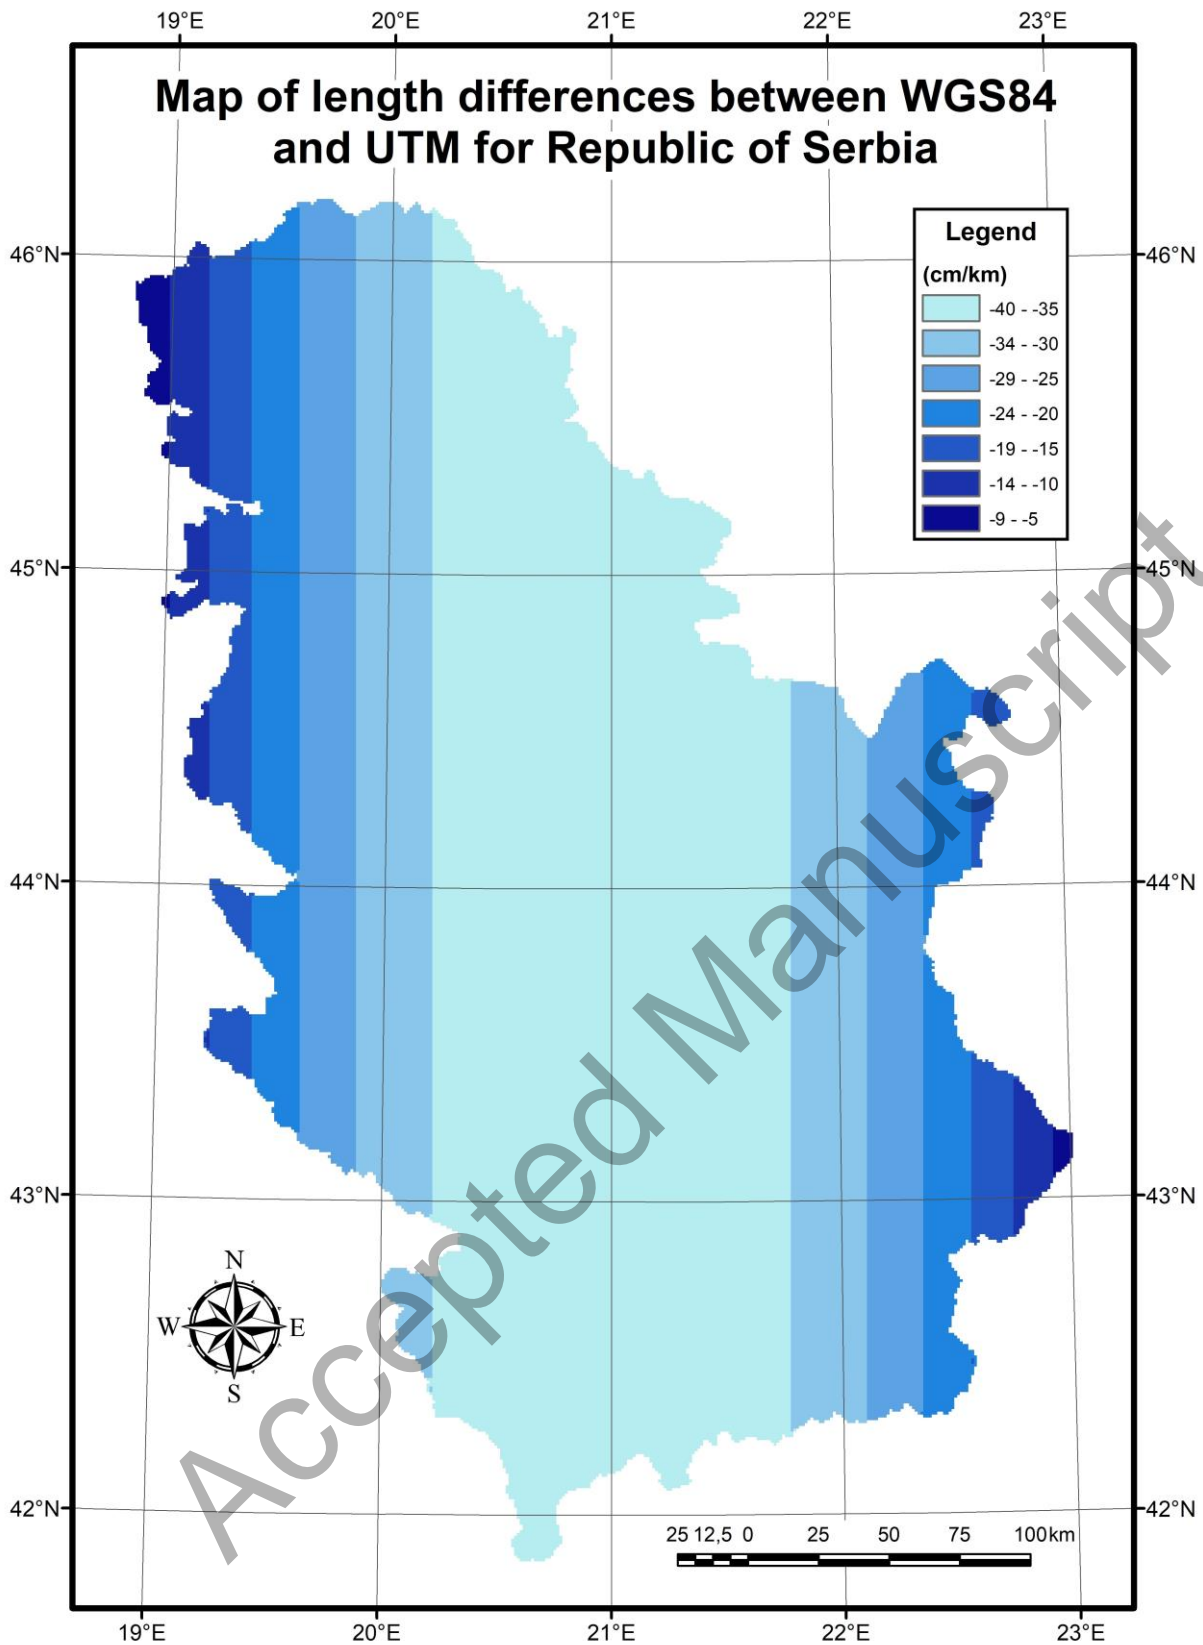 19°E 20°E 21°E 22°E 23°E
Map of length differences between WGS84
and UTM for Republic of Serbia
Legend
(cm/km)
-40 - -35
-34 - -30
-29 - -25
-24 - -20
-19 - -15
-14 - -10
-9 - -5
46°N 46°N
45°N 45°N
44°N 44°N
43°N 43°N
42°N 42°N
Accepted Manuscript
N
W E
S
25 12,5 0 25 50 75 100km
19°E 20°E 21°E 22°E 23°E